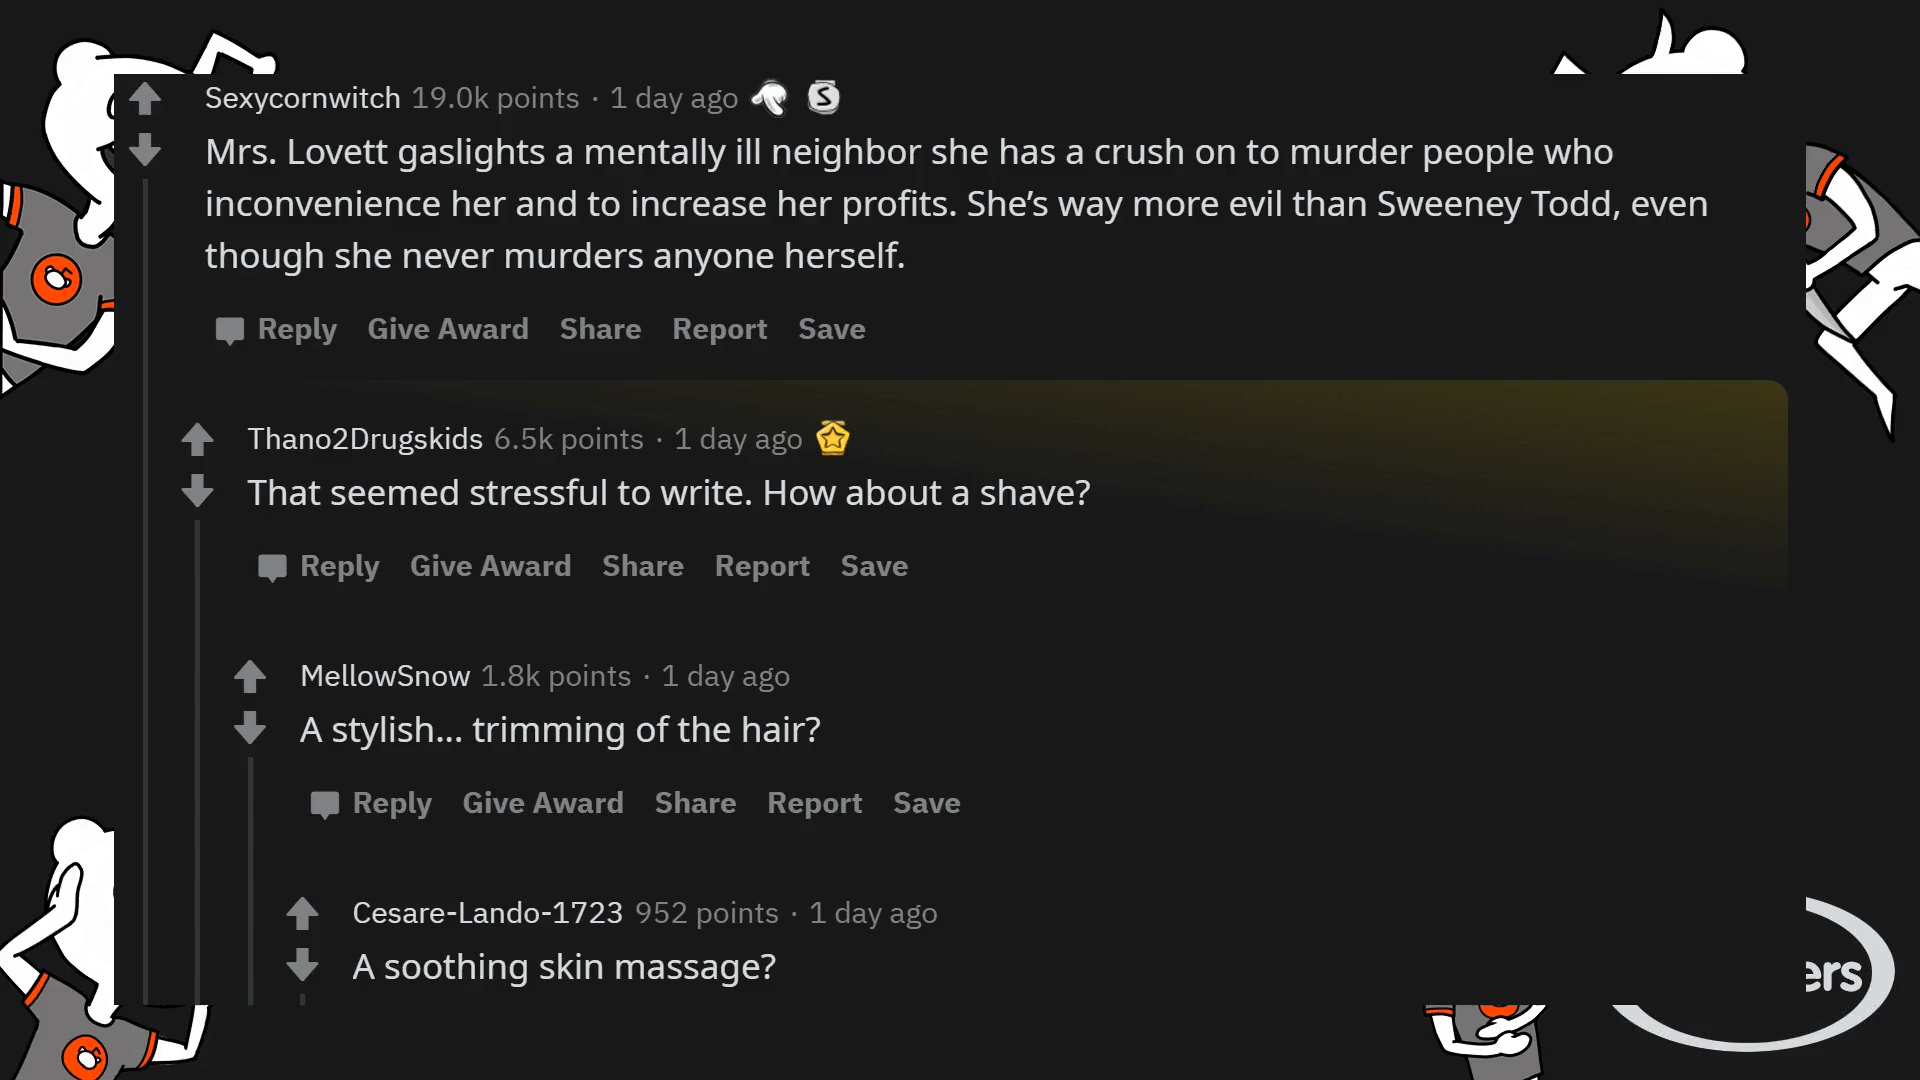 Sexycornwitch 19.0k points · 1 day ago S
Mrs. Lovett gaslights a mentally ill neighbor she has a crush on to murder people who
inconvenience her and to increase her profits. She’s way more evil than Sweeney Todd, even
though she never murders anyone herself.
Reply Give Award Share Report Save
Thano2Drugskids 6.5k points · 1 day ago
That seemed stressful to write. How about a shave?
Reply Give Award Share Report Save
MellowSnow 1.8k points · 1 day ago
A stylish... trimming of the hair?
Reply Give Award Share Report Save
Cesare-Lando-1723 952 points · 1 day ago
A soothing skin massage?
ers